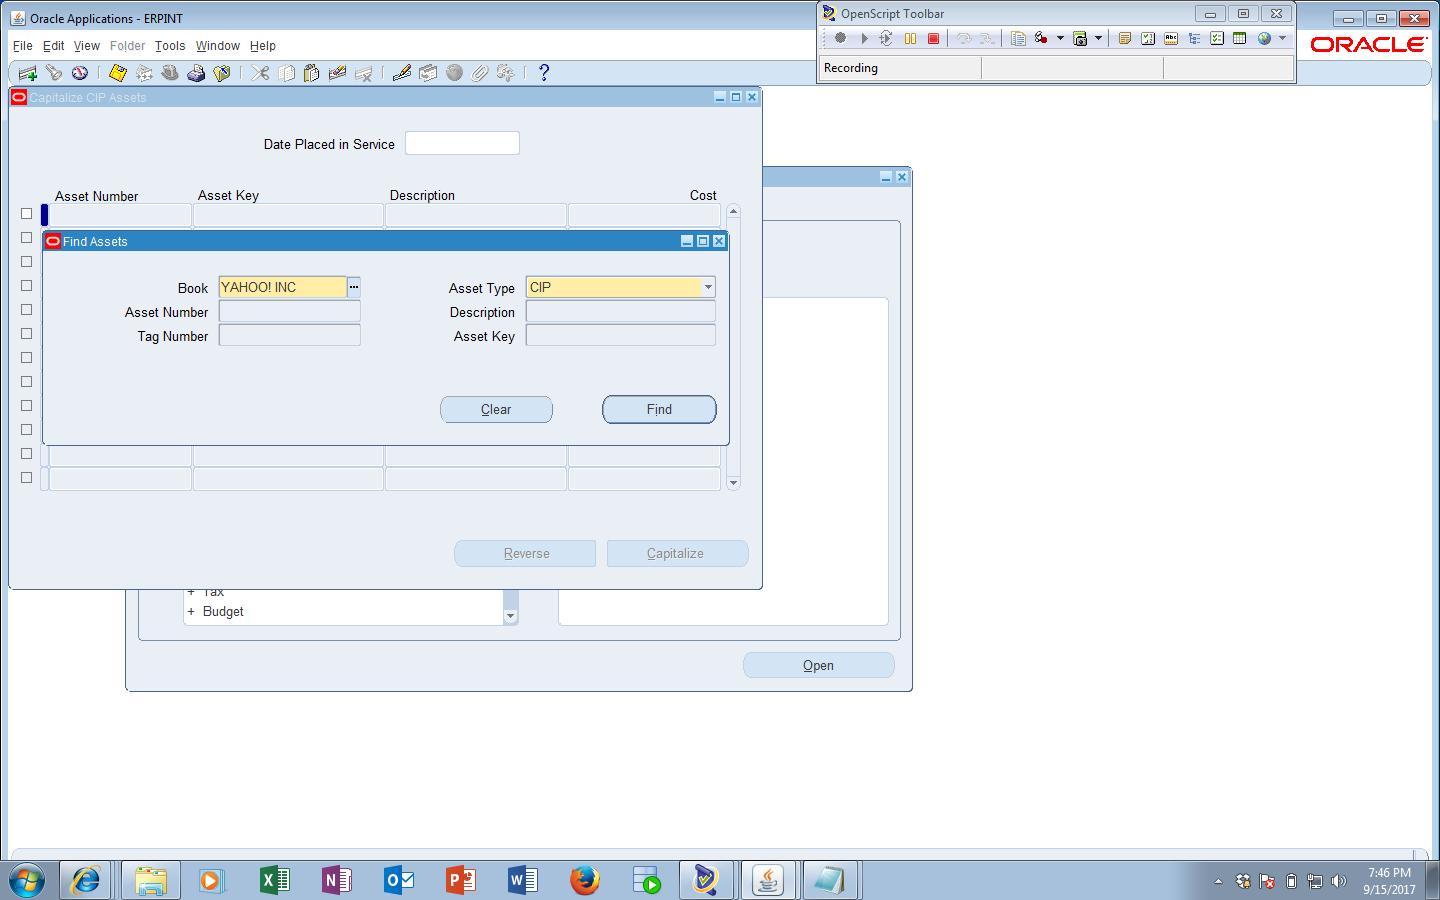 Oracle Applications - ERPINT
OpenScript Toolbar
File Edit View Folder Tools Window Help
ORACLE
Recording
Capitalize CIP Assets
Date Placed in Service
Asset Number Asset Key Description Cost
Find Assets
Book YAHOO! INC Asset Type CIP
Asset Number Description
Tag Number Asset Key
Clear Find
Reverse Capitalize
+ Tax
+ Budget
Open
7:46 PM
9/15/2017